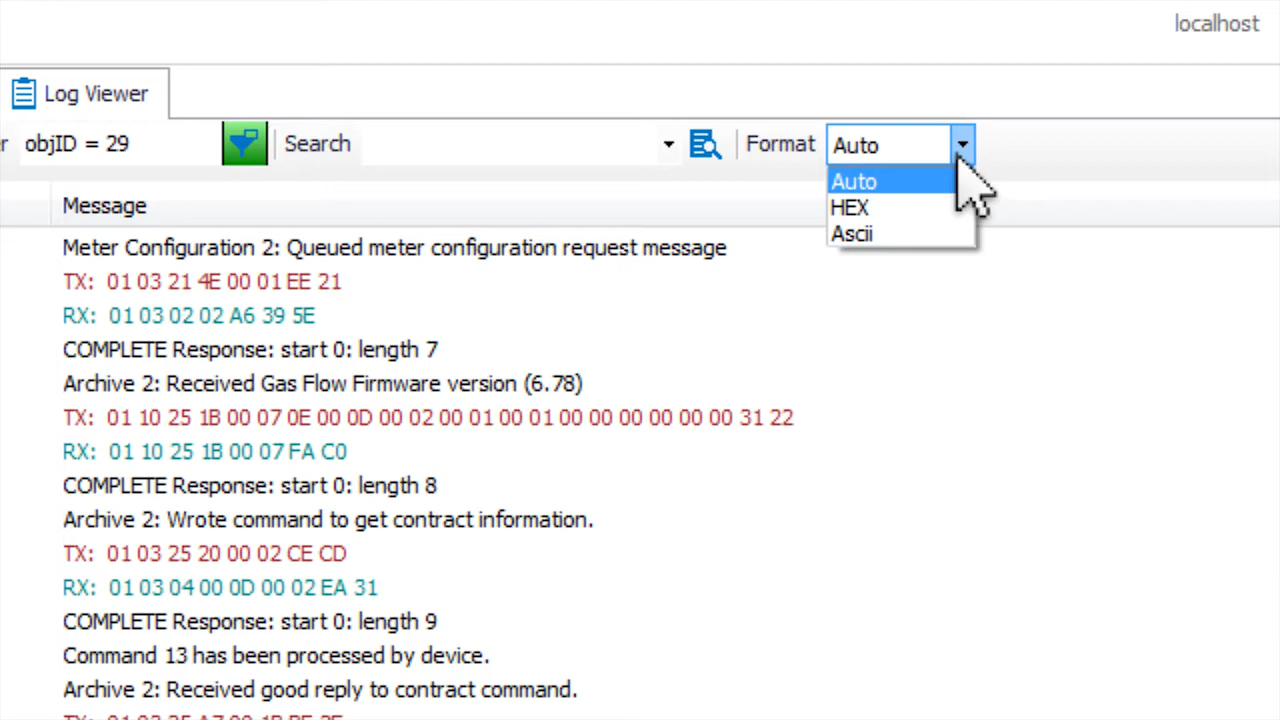 localhost
Log Viewer
r objID = 29 Search Format Auto
Auto
HEX
Ascii
Message
Meter Configuration 2: Queued meter configuration request message
TX: 01 03 21 4E 00 01 EE 21
RX: 01 03 02 02 A6 39 5E
COMPLETE Response: start 0: length 7
Archive 2: Received Gas Flow Firmware version (6.78)
TX: 01 10 25 1B 00 07 0E 00 0D 00 02 00 01 00 01 00 00 00 00 00 00 31 22
RX: 01 10 25 1B 00 07 FA C0
COMPLETE Response: start 0: length 8
Archive 2: Wrote command to get contract information.
TX: 01 03 25 20 00 02 CE CD
RX: 01 03 04 00 0D 00 02 EA 31
COMPLETE Response: start 0: length 9
Command 13 has been processed by device.
Archive 2: Received good reply to contract command.